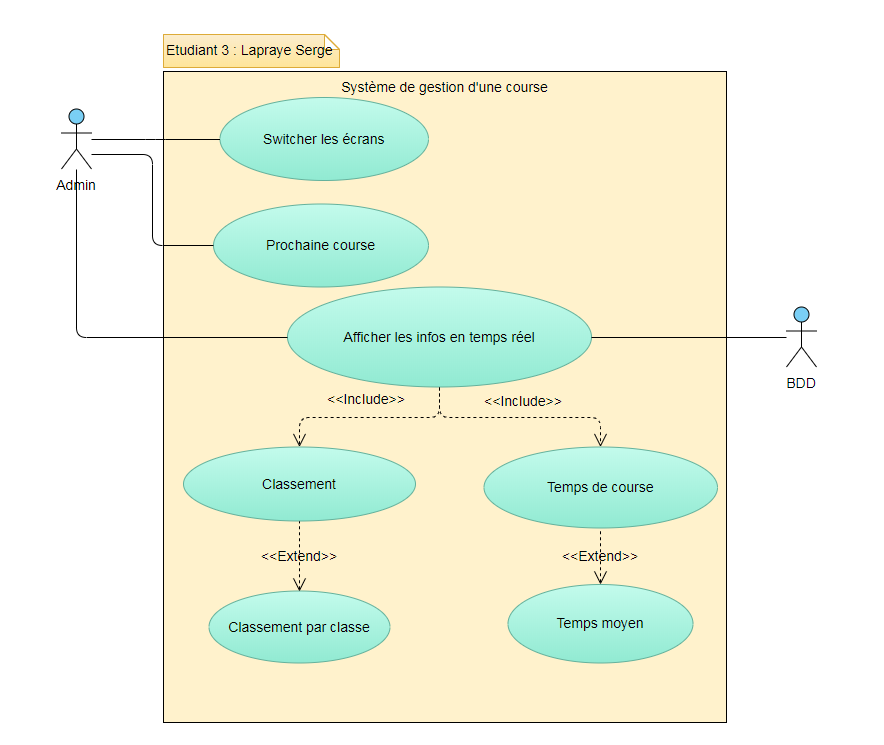 Etudiant 3 : Lapraye Serge
Système de gestion d'une course
Switcher les écrans
Admin
Prochaine course
Afficher les infos en temps réel
BDD
<<Include>>
<<Include>>
Classement
Temps de course
<<Extend>>
<<Extend>>
Classement par classe
Temps moyen